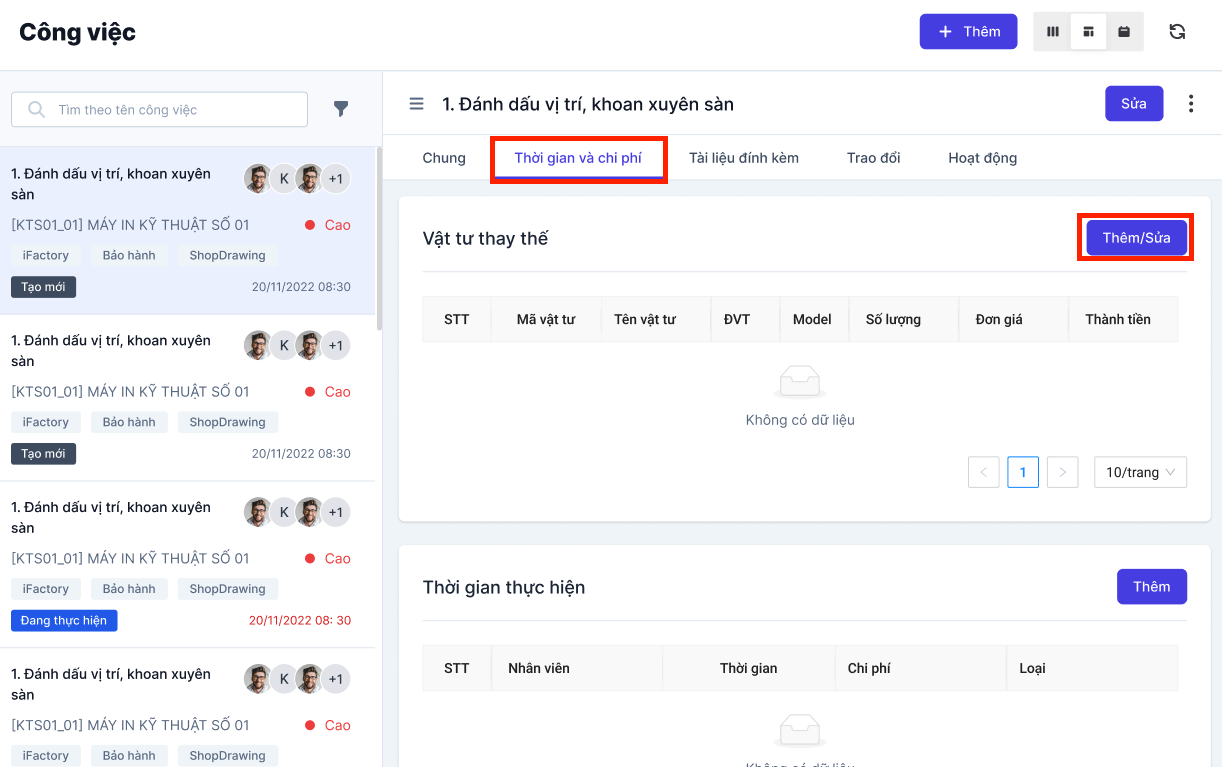 Công việc
Thêm
Tìm theo tên công việc
1. Đánh dấu vị trí, khoan xuyên
sàn
K
+1
[KTS01_01] MÁY IN KỸ THUẬT SỐ 01
Cao
iFactory Bảo hành ShopDrawing
Tạo mới
20/11/2022 08:30
1. Đánh dấu vị trí, khoan xuyên
sàn
K
+1
[KTS01_01] MÁY IN KỸ THUẬT SỐ 01
Cao
iFactory Bảo hành ShopDrawing
Tạo mới
20/11/2022 08:30
1. Đánh dấu vị trí, khoan xuyên
sàn
K
+1
[KTS01_01] MÁY IN KỸ THUẬT SỐ 01
Cao
iFactory Bảo hành ShopDrawing
Đang thực hiện
20/11/2022 08: 30
1. Đánh dấu vị trí, khoan xuyên
sàn
K
+1
[KTS01_01] MÁY IN KỸ THUẬT SỐ 01
Cao
iFactory Bảo hành ShopDrawing
1. Đánh dấu vị trí, khoan xuyên sàn
Sửa
Chung Thời gian và chi phí Tài liệu đính kèm Trao đổi Hoạt động
Vật tư thay thế
Thêm/Sửa
STT Mã vật tư Tên vật tư ĐVT Model Số lượng Đơn giá Thành tiền
Không có dữ liệu
1
10/trang
Thời gian thực hiện
Thêm
STT Nhân viên Thời gian Chi phí Loại
Không có dữ liệu